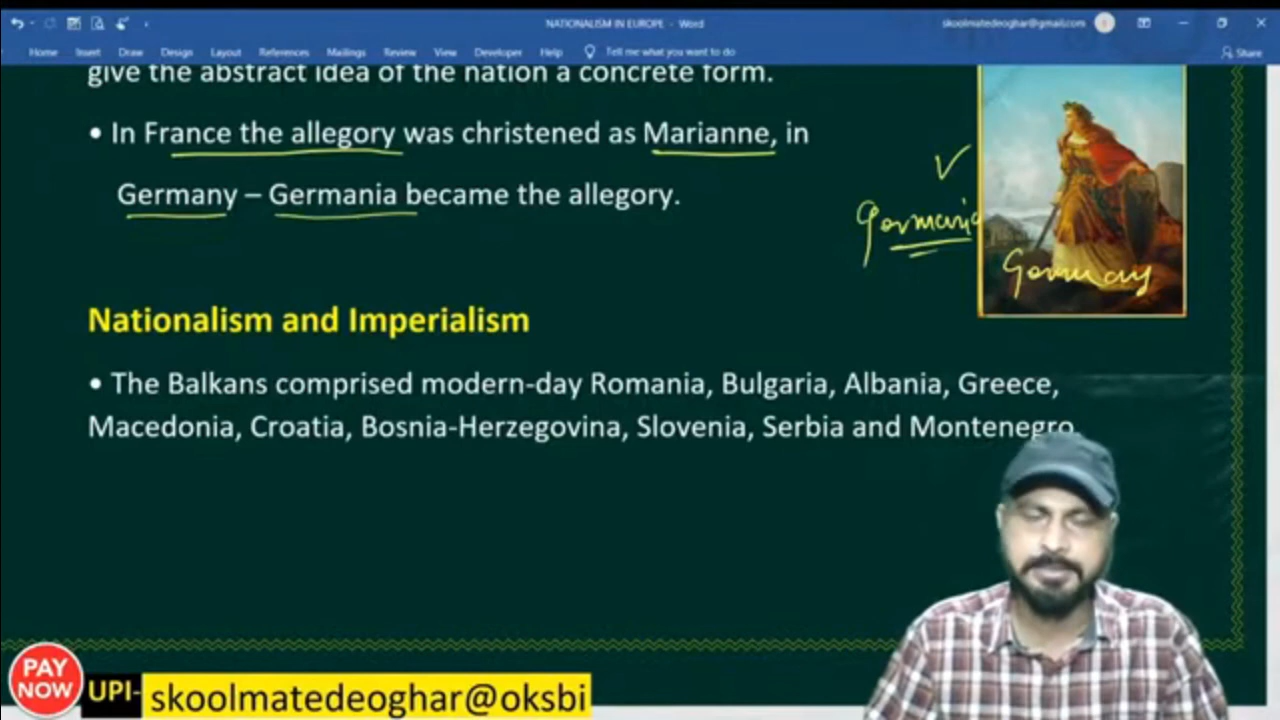 NATIONALISM IN EUROPE - Word
skoolmatedeoghar@gmail.com
Home Insert Draw Design Layout References Mailings Review View Developer Help Tell me what you want to do
Share
give the abstract idea of the nation a concrete form.
• In France the allegory was christened as Marianne, in
Germany – Germania became the allegory.
Germania
Germany
Nationalism and Imperialism
• The Balkans comprised modern-day Romania, Bulgaria, Albania, Greece,
Macedonia, Croatia, Bosnia-Herzegovina, Slovenia, Serbia and Montenegro.
PAY
NOW
UPI- skoolmatedeoghar@oksbi